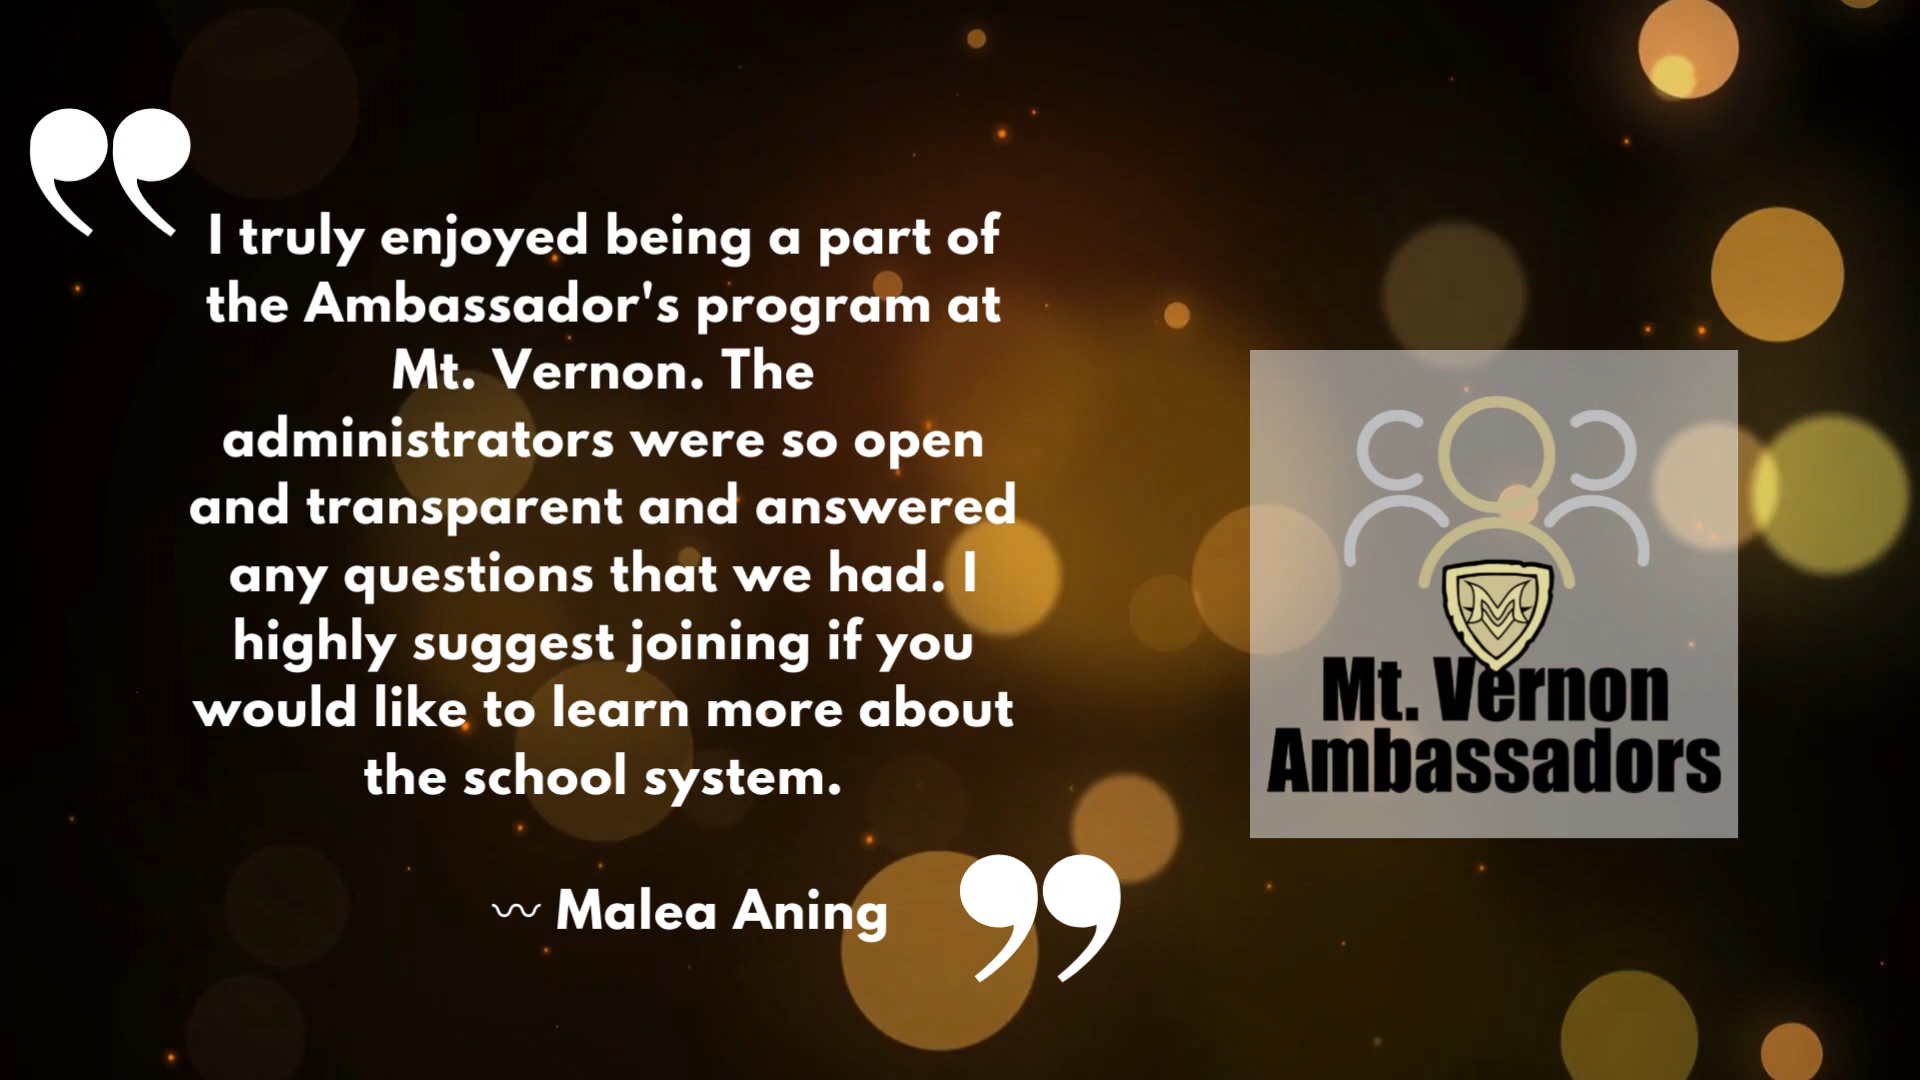 I truly enjoyed being a part of
the Ambassador's program at
Mt. Vernon. The
administrators were so open
and transparent and answered
any questions that we had. I
highly suggest joining if you
would like to learn more about
the school system.
~ Malea Aning
MV
Mt. Vernon
Ambassadors